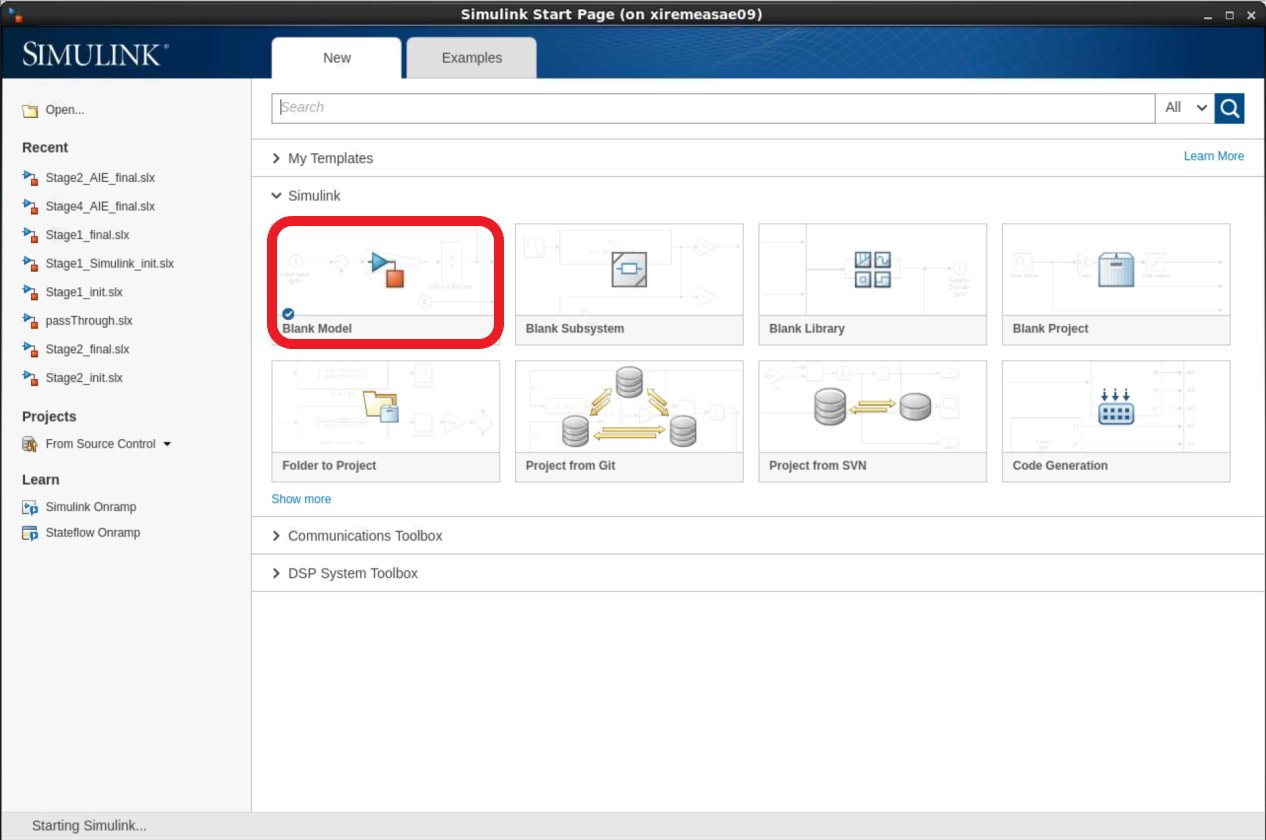 Simulink Start Page (on xiremeasae09)
SIMULINK®
New
Examples
Open...
Recent
Stage2_AIE_final.slx
Stage4_AIE_final.slx
Stage1_final.slx
Stage1_Simulink_init.slx
Stage1_init.slx
passThrough.slx
Stage2_final.slx
Stage2_init.slx
Projects
From Source Control
Learn
Simulink Onramp
Stateflow Onramp
Search
All
My Templates
Learn More
Simulink
Blank Model
Blank Subsystem
Blank Library
Blank Project
Folder to Project
Project from Git
Project from SVN
Code Generation
Show more
Communications Toolbox
DSP System Toolbox
Starting Simulink...